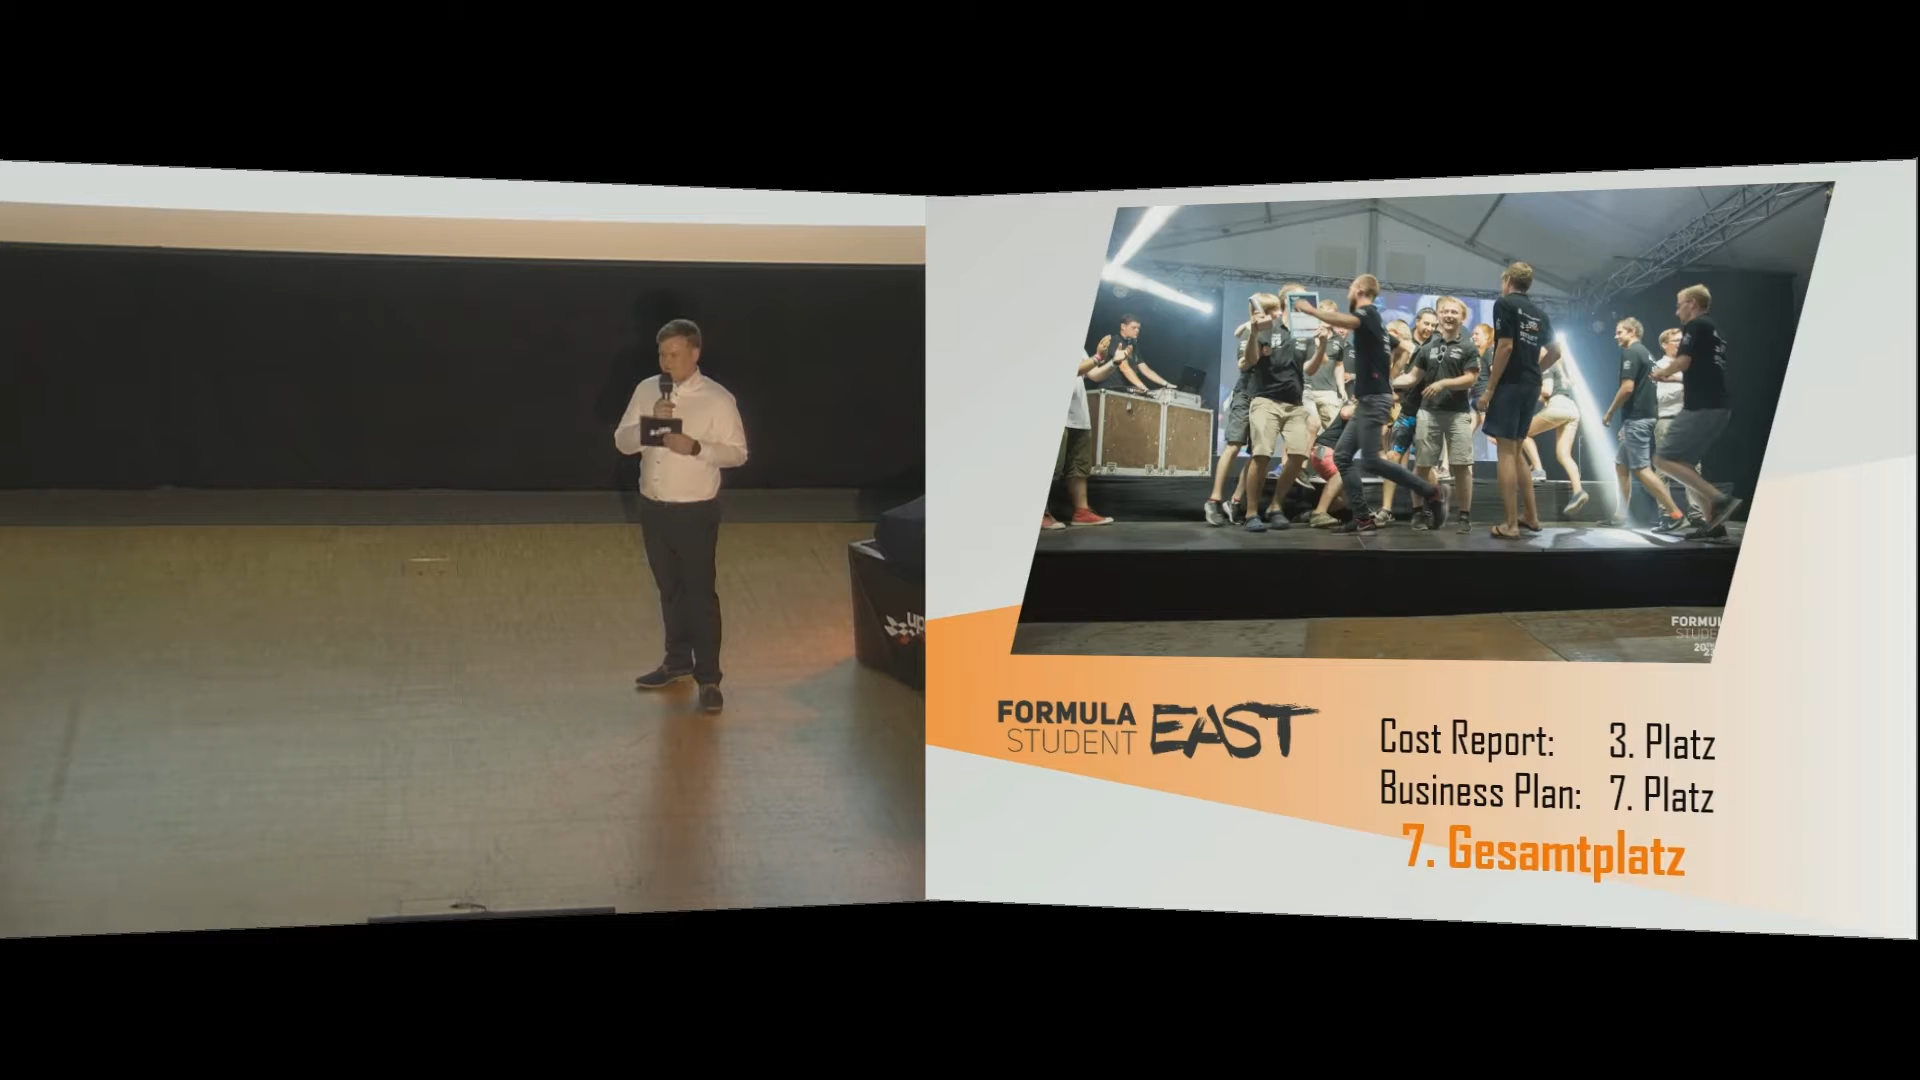 FORMULA
STUDENT
EAST
Cost Report: 3. Platz
Business Plan: 7. Platz
7. Gesamtplatz